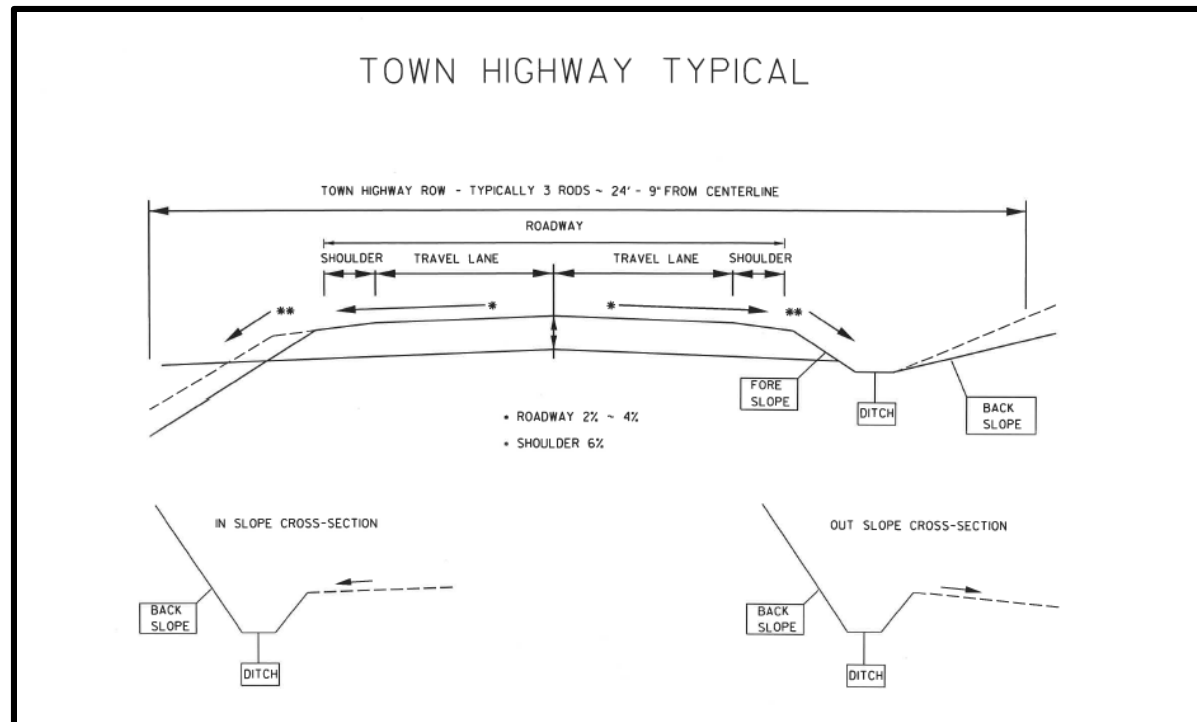 TOWN HIGHWAY TYPICAL
TOWN HIGHWAY ROW - TYPICALLY 3 RODS ~ 24' - 9" FROM CENTERLINE
ROADWAY
SHOULDER TRAVEL LANE TRAVEL LANE SHOULDER
** * * **
FORE
SLOPE
DITCH
BACK
SLOPE
• ROADWAY 2% ~ 4%
* SHOULDER 6%
IN SLOPE CROSS-SECTION
BACK
SLOPE
DITCH
OUT SLOPE CROSS-SECTION
BACK
SLOPE
DITCH